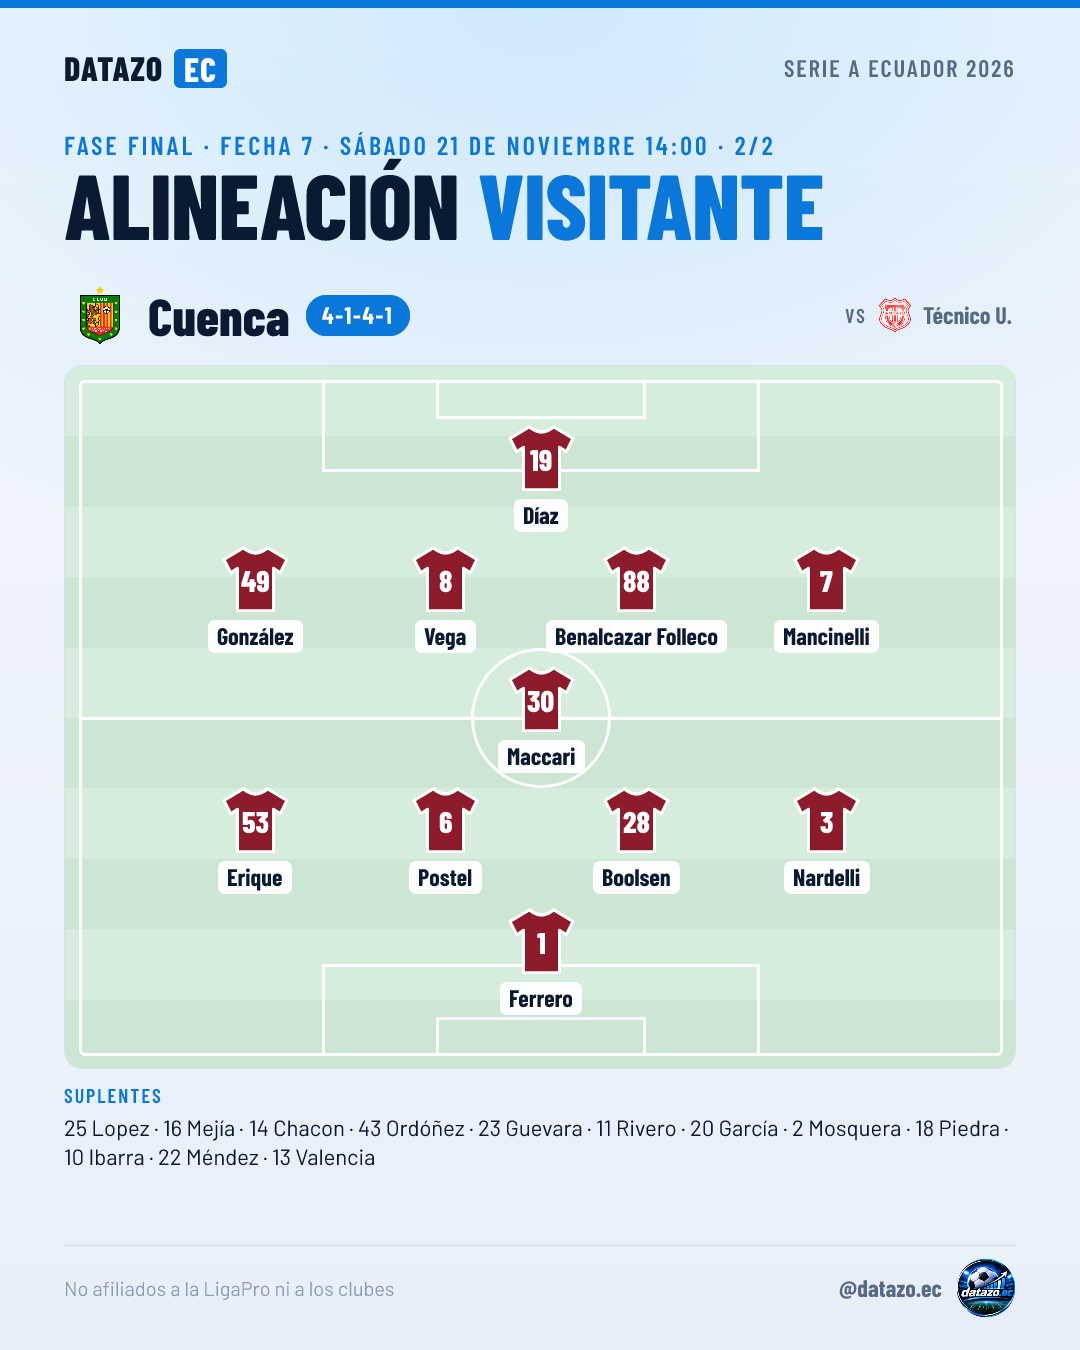 DATAZO EC
SERIE A ECUADOR 2026
FASE FINAL · FECHA 7 · SÁBADO 21 DE NOVIEMBRE 14:00 · 2/2
ALINEACIÓN VISITANTE
Cuenca 4-1-4-1
VS Técnico U.
19
Díaz
49 8 88 7
González Vega Benalcazar Folleco Mancinelli
30
Maccari
53 6 28 3
Erique Postel Boolsen Nardelli
1
Ferrero
SUPLENTES
25 Lopez · 16 Mejía · 14 Chacon · 43 Ordóñez · 23 Guevara · 11 Rivero · 20 García · 2 Mosquera · 18 Piedra ·
10 Ibarra · 22 Méndez · 13 Valencia
No afiliados a la LigaPro ni a los clubes
@datazo.ec
datazo.ec